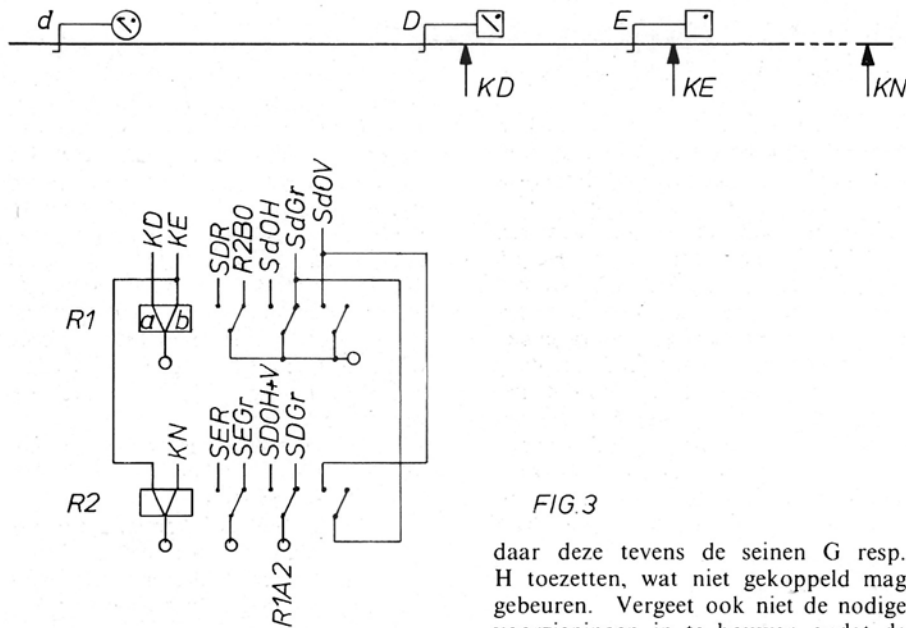 d
D
E
KD
KE
KN
KD
KE
SDR
R2B0
SdOH
SdGr
SdOV
R1
a b
KN
SER
SEGr
SDOH+V
SDGr
R2
R1A2
FIG.3
daar deze tevens de seinen G resp.
H toezetten, wat niet gekoppeld mag
gebeuren. Vergeet ook niet de nodige